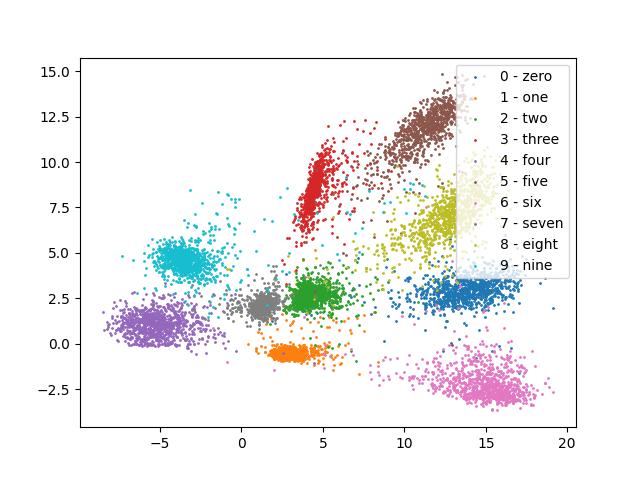 15.0
12.5
10.0
7.5
5.0
2.5
0.0
−2.5
−5
0
5
10
15
20
0 - zero
1 - one
2 - two
3 - three
4 - four
5 - five
6 - six
7 - seven
8 - eight
9 - nine